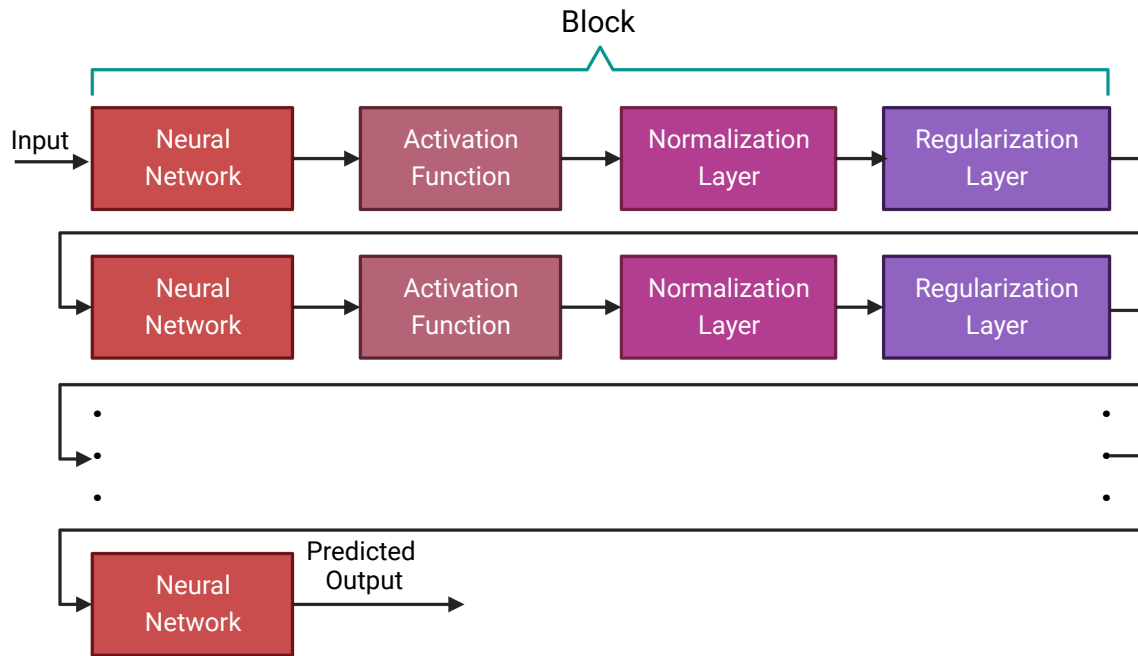 Block
Input
Neural
Network
Activation
Function
Normalization
Layer
Regularization
Layer
Neural
Network
Activation
Function
Normalization
Layer
Regularization
Layer
Neural
Network
Predicted
Output